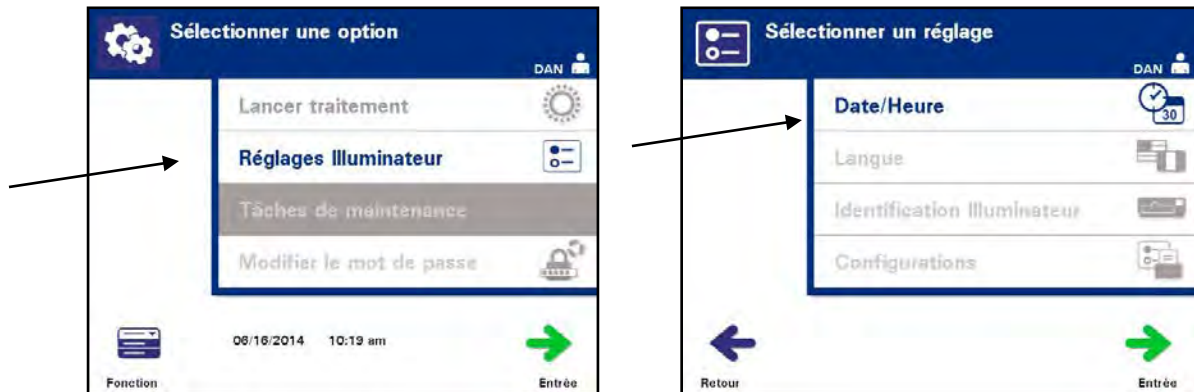 Sélectionner une option
DAN
Lancer traitement
Réglages Illuminateur
Tâches de maintenance
Modifier le mot de passe
06/16/2014 10:19 am
Fonction
Entrée
Sélectionner un réglage
DAN
Date/Heure
30
Langue
Identification Illuminateur
Configurations
Retour
Entrée